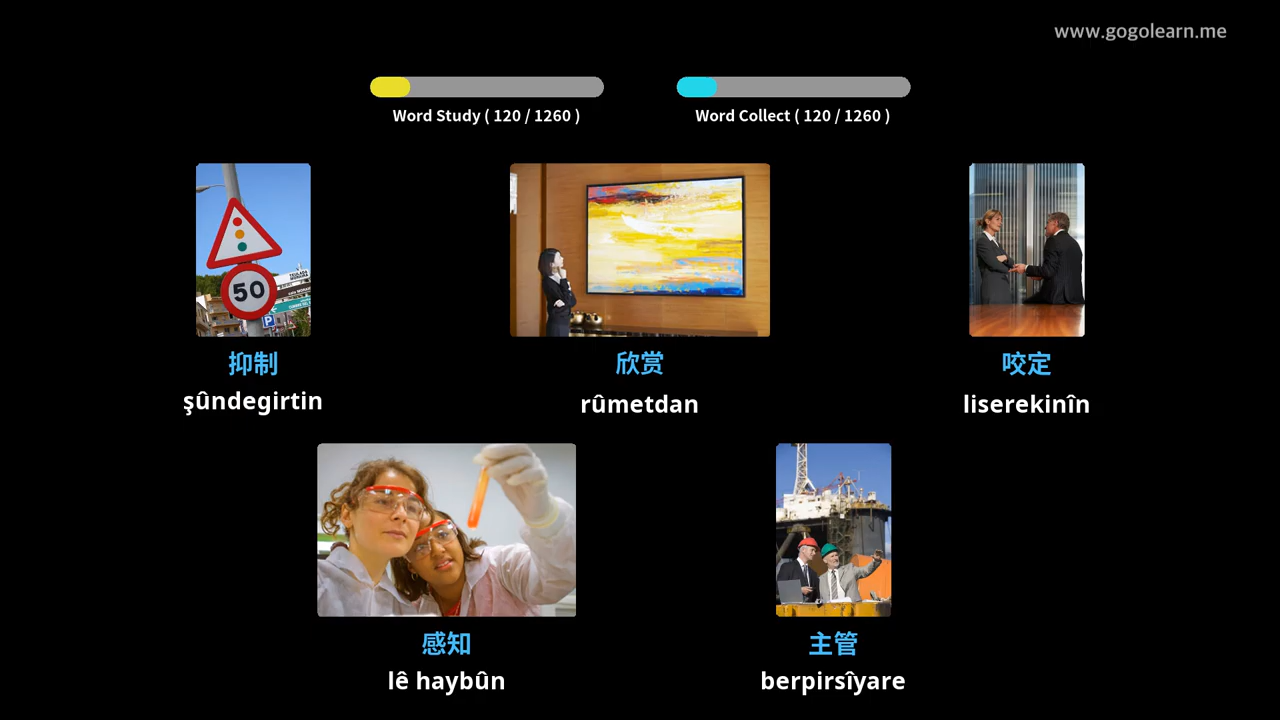 www.gogolearn.me
Word Study ( 120 / 1260 )
Word Collect ( 120 / 1260 )
50
P
抑制
şûndegirtin
欣赏
rûmetdan
咬定
liserekinîn
感知
lê haybûn
主管
berpirsîyare